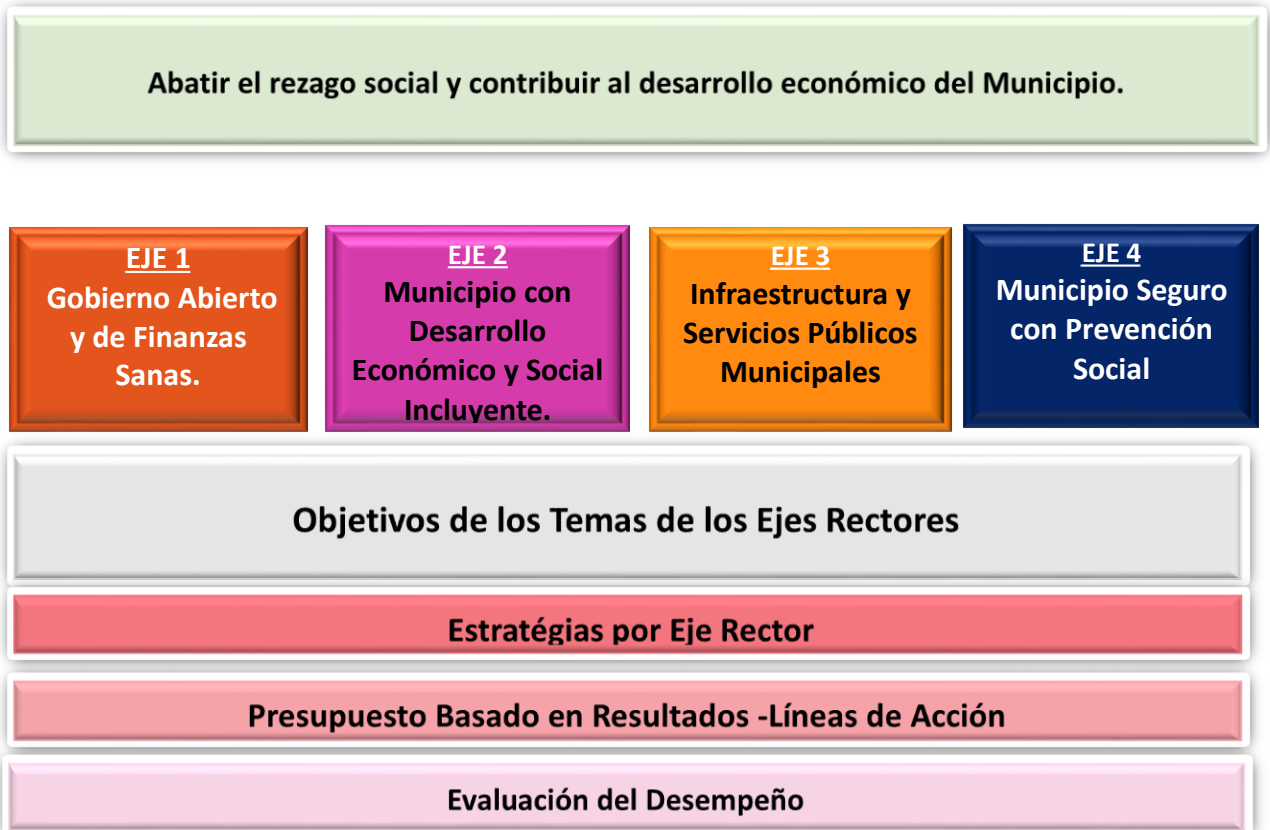 Abatir el rezago social y contribuir al desarrollo económico del Municipio.
EJE 1
Gobierno Abierto
y de Finanzas
Sanas.
EJE 2
Municipio con
Desarrollo
Económico y Social
Incluyente.
EJE 3
Infraestructura y
Servicios Públicos
Municipales
EJE 4
Municipio Seguro
con Prevención
Social
Objetivos de los Temas de los Ejes Rectores
Estratégias por Eje Rector
Presupuesto Basado en Resultados -Líneas de Acción
Evaluación del Desempeño